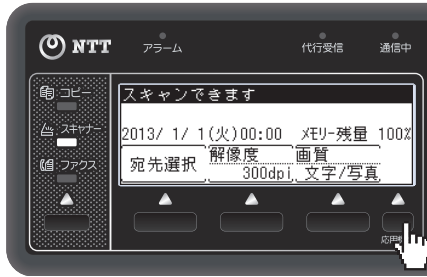 NTT
アラーム
代行受信
通信中
コピー
スキャナー
ファクス
スキャンできます
2013/ 1/ 1(火)00:00 メモリー残量 100%
宛先選択
解像度
300dpi
画質
文字/写真
応用